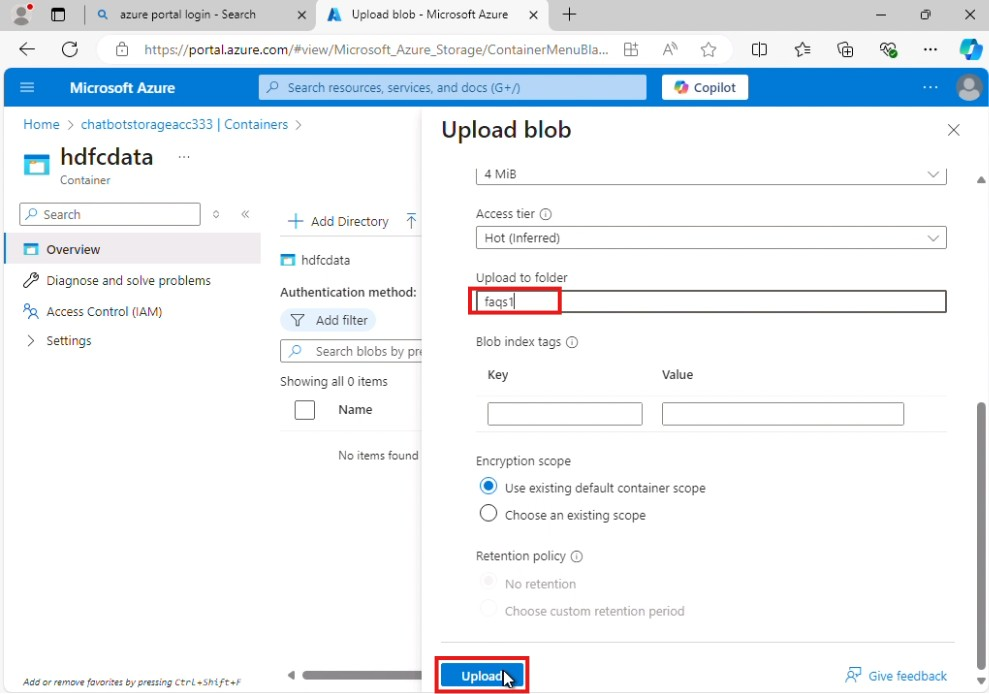 azure portal login - Search
Upload blob - Microsoft Azure
https://portal.azure.com/#view/Microsoft_Azure_Storage/ContainerMenuBla...
Microsoft Azure
Search resources, services, and docs (G+/)
Copilot
Home > chatbotstorageacc333 | Containers >
hdfcdata
Container
Search
Overview
Diagnose and solve problems
Access Control (IAM)
Settings
Add Directory
hdfcdata
Authentication method:
Add filter
Search blobs by pre
Showing all 0 items
Name
No items found
Upload blob
4 MiB
Access tier
Hot (Inferred)
Upload to folder
faqs1
Blob index tags
Key Value
Encryption scope
Use existing default container scope
Choose an existing scope
Retention policy
No retention
Choose custom retention period
Upload
Give feedback
Add or remove favorites by pressing Ctrl+Shift+F